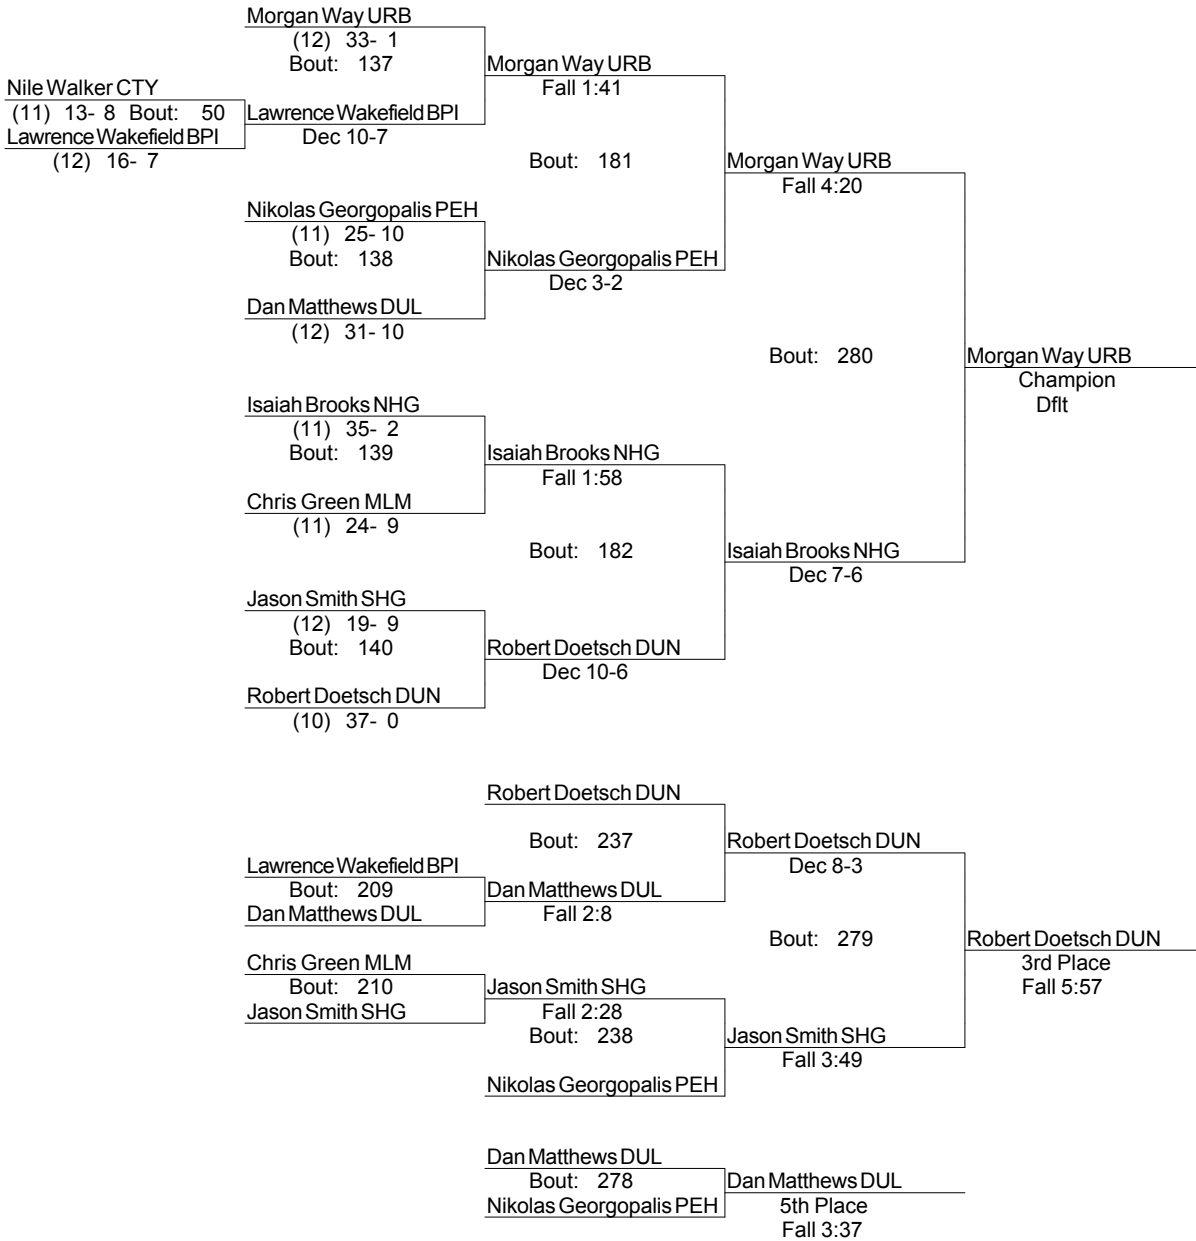 Morgan Way URB
(12) 33- 1
Bout: 137
Morgan Way URB
Fall 1:41
Nile Walker CTY
(11) 13- 8 Bout: 50
Lawrence Wakefield BPI
Dec 10-7
Lawrence Wakefield BPI
(12) 16- 7
Bout: 181
Morgan Way URB
Fall 4:20
Nikolas Georgopalis PEH
(11) 25- 10
Bout: 138
Nikolas Georgopalis PEH
Dec 3-2
Dan Matthews DUL
(12) 31- 10
Bout: 280
Morgan Way URB
Champion
Dflt
Isaiah Brooks NHG
(11) 35- 2
Bout: 139
Isaiah Brooks NHG
Fall 1:58
Chris Green MLM
(11) 24- 9
Bout: 182
Isaiah Brooks NHG
Dec 7-6
Jason Smith SHG
(12) 19- 9
Bout: 140
Robert Doetsch DUN
Dec 10-6
Robert Doetsch DUN
(10) 37- 0
Robert Doetsch DUN
Bout: 237
Robert Doetsch DUN
Dec 8-3
Lawrence Wakefield BPI
Bout: 209
Dan Matthews DUL
Dan Matthews DUL
Fall 2:8
Bout: 279
Robert Doetsch DUN
3rd Place
Fall 5:57
Chris Green MLM
Bout: 210
Jason Smith SHG
Jason Smith SHG
Fall 2:28
Bout: 238
Jason Smith SHG
Fall 3:49
Nikolas Georgopalis PEH
Dan Matthews DUL
Bout: 278
Nikolas Georgopalis PEH
Dan Matthews DUL
5th Place
Fall 3:37